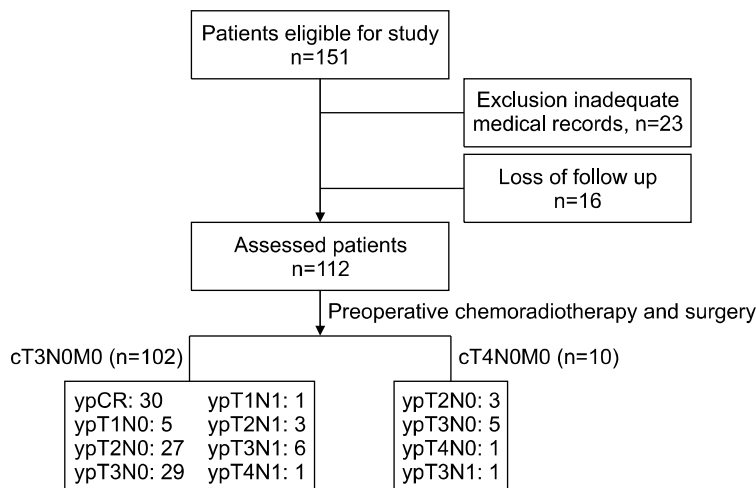 Patients eligible for study
n=151
Exclusion inadequate
medical records, n=23
Loss of follow up
n=16
Assessed patients
n=112
Preoperative chemoradiotherapy and surgery
cT3N0M0 (n=102)
ypCR: 30 ypT1N1: 1
ypT1N0: 5 ypT2N1: 3
ypT2N0: 27 ypT3N1: 6
ypT3N0: 29 ypT4N1: 1
cT4N0M0 (n=10)
ypT2N0: 3
ypT3N0: 5
ypT4N0: 1
ypT3N1: 1